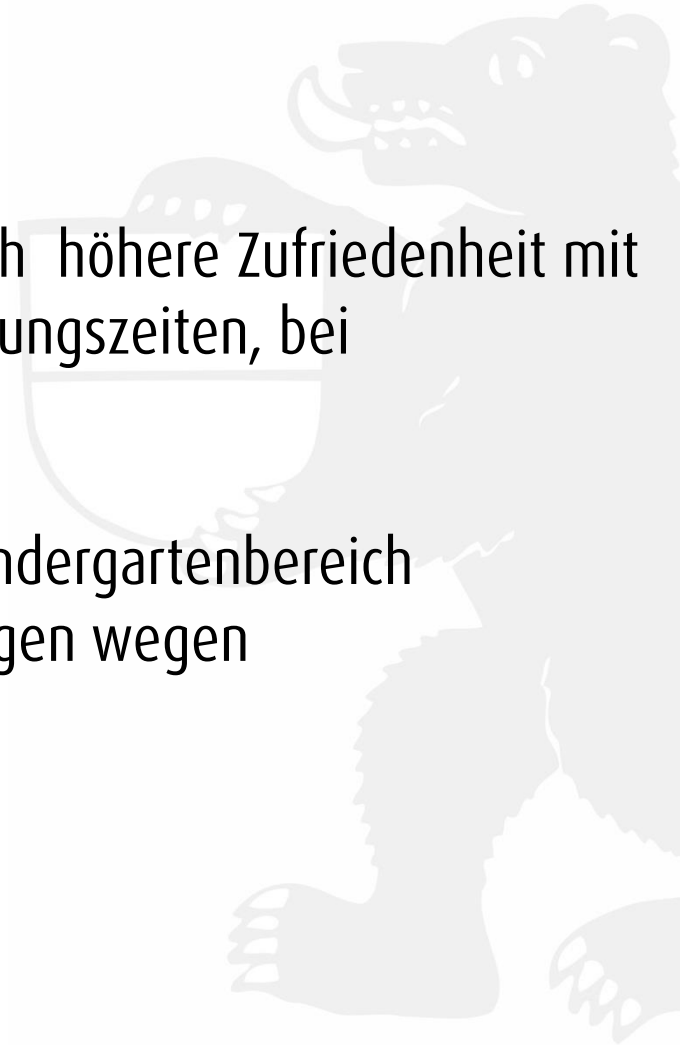 h höhere Zufriedenheit mit
ungszeiten, bei
ndergartenbereich
gen wegen